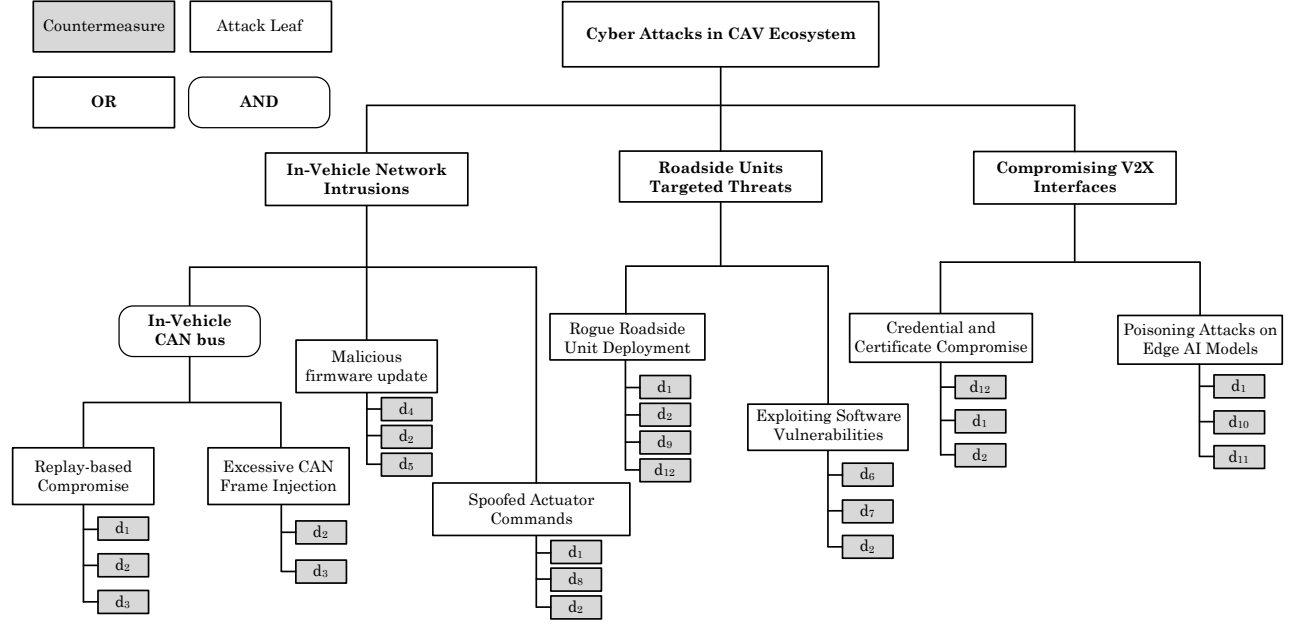 Countermeasure
Attack Leaf
OR
AND
Cyber Attacks in CAV Ecosystem
In-Vehicle Network
Intrusions
Roadside Units
Targeted Threats
Compromising V2X
Interfaces
In-Vehicle
CAN bus
Replay-based
Compromise
d₁
d₂
d₃
Excessive CAN
Frame Injection
d₂
d₃
Malicious
firmware update
d₄
d₂
d₅
Spoofed Actuator
Commands
d₁
d₈
d₂
Rogue Roadside
Unit Deployment
d₁
d₂
d₉
d₁₂
Exploiting Software
Vulnerabilities
d₆
d₇
d₂
Credential and
Certificate Compromise
d₁₂
d₁
d₂
Poisoning Attacks on
Edge AI Models
d₁
d₁₀
d₁₁